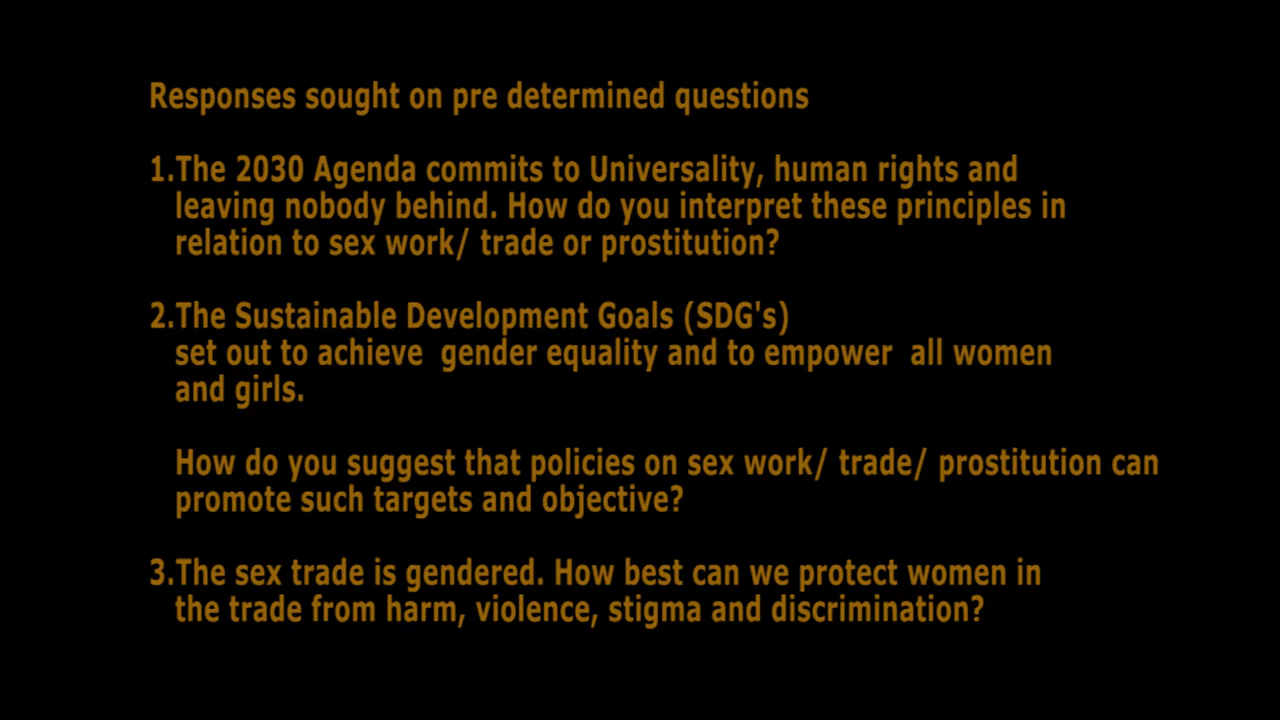 Responses sought on pre determined questions
1.The 2030 Agenda commits to Universality, human rights and
leaving nobody behind. How do you interpret these principles in
relation to sex work/ trade or prostitution?
2.The Sustainable Development Goals (SDG's)
set out to achieve  gender equality and to empower  all women
and girls.
How do you suggest that policies on sex work/ trade/ prostitution can
promote such targets and objective?
3.The sex trade is gendered. How best can we protect women in
the trade from harm, violence, stigma and discrimination?